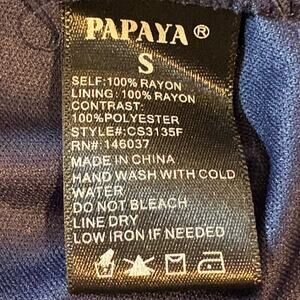 PAPAYA®
S
SELF:100% RAYON
LINING: 100% RAYON
CONTRAST:
100%POLYESTER
STYLE#:CS3135F
RN#: 146037
MADE IN CHINA
HAND WASH WITH COLD
WATER
DO NOT BLEACH
LINE DRY
LOW IRON IF NEEDED